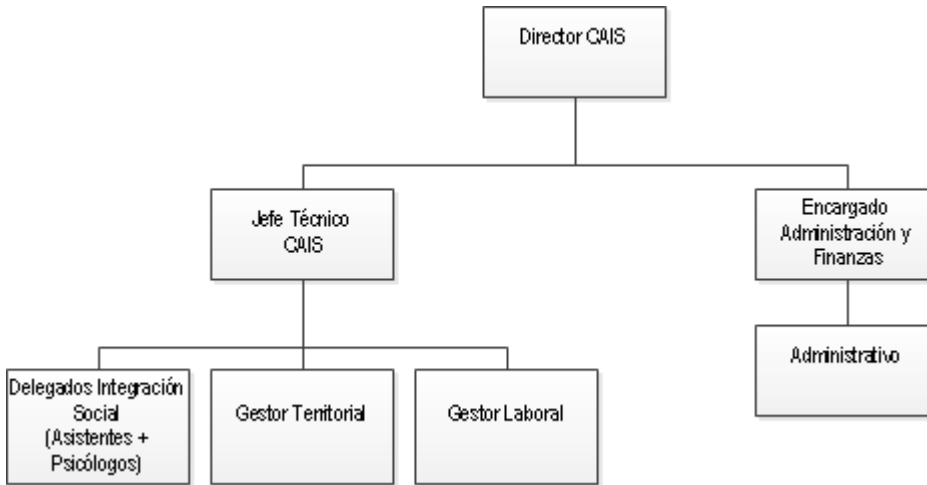 Director CAIS
Jefe Técnico
CAIS
Encargado
Administración y
Finanzas
Administrativo
Delegados Integración
Social
(Asistentes +
Psicólogos)
Gestor Territorial
Gestor Laboral